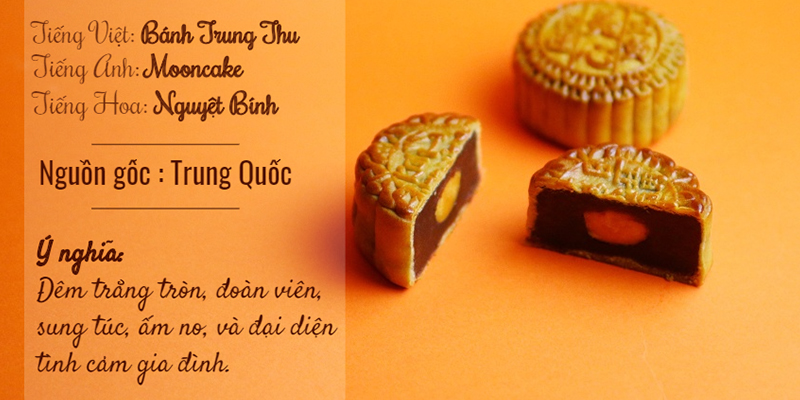 Tiếng Việt: Bánh Trung Thu
Tiếng Anh: Mooncake
Tiếng Hoa: Nguyệt Bính
Nguồn gốc : Trung Quốc
Ý nghĩa:
Đêm trăng tròn, đoàn viên,
sung túc, ấm no, và đại diện
tình cảm gia đình.